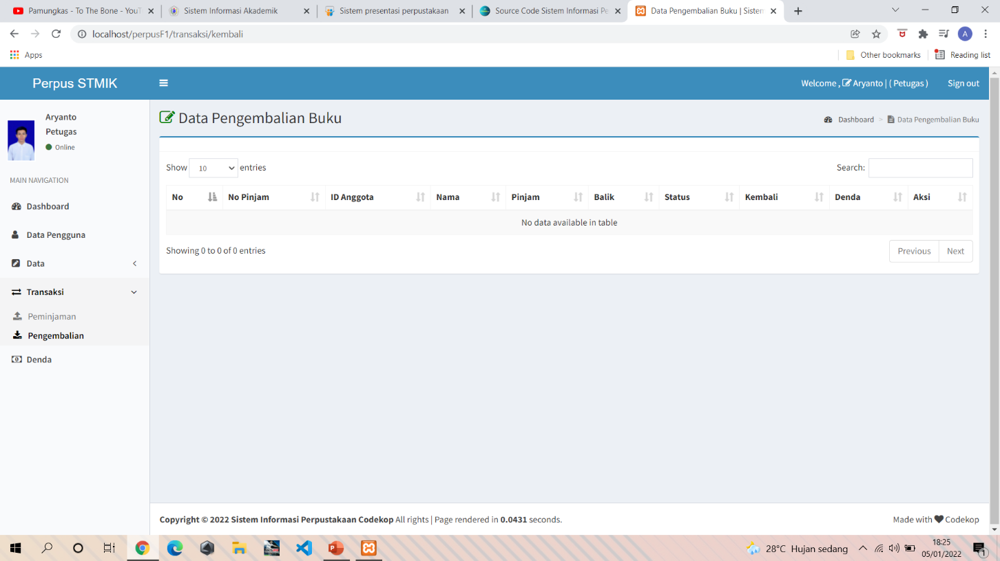 Pamungkas - To The Bone - YouT
Sistem Informasi Akademik
Sistem presentasi perpustakaan
Source Code Sistem Informasi Pe
Data Pengembalian Buku | Sistem
localhost/perpusF1/transaksi/kembali
A
Apps
Other bookmarks
Reading list
Perpus STMIK
Welcome , Aryanto | ( Petugas )
Sign out
Aryanto
Petugas
Online
MAIN NAVIGATION
Dashboard
Data Pengguna
Data
Transaksi
Peminjaman
Pengembalian
Denda
Data Pengembalian Buku
Dashboard > Data Pengembalian Buku
Show 10 entries
Search:
No No Pinjam ID Anggota Nama Pinjam Balik Status Kembali Denda Aksi
No data available in table
Showing 0 to 0 of 0 entries
Previous Next
Copyright © 2022 Sistem Informasi Perpustakaan Codekop All rights | Page rendered in 0.0431 seconds.
Made with Codekop
28°C Hujan sedang
18:25
05/01/2022
1